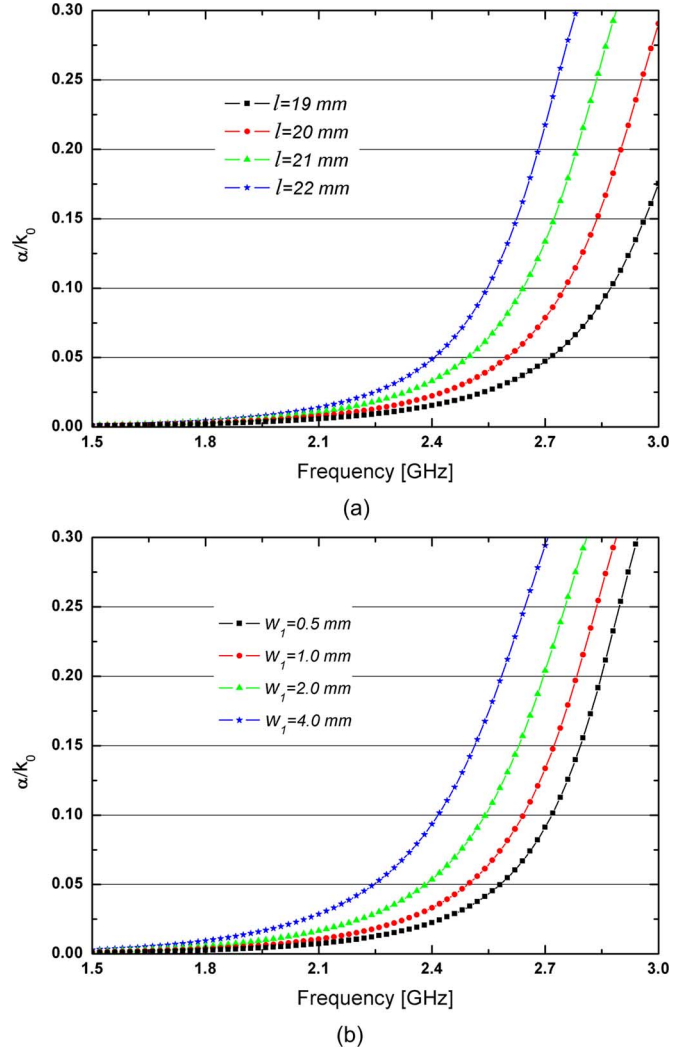 0.30
0.25
0.20
0.15
0.10
0.05
0.00
α/k₀
l=19 mm
l=20 mm
l=21 mm
l=22 mm
1.5 1.8 2.1 2.4 2.7 3.0
Frequency [GHz]
(a)
0.30
0.25
0.20
0.15
0.10
0.05
0.00
α/k₀
w₁=0.5 mm
w₁=1.0 mm
w₁=2.0 mm
w₁=4.0 mm
1.5 1.8 2.1 2.4 2.7 3.0
Frequency [GHz]
(b)